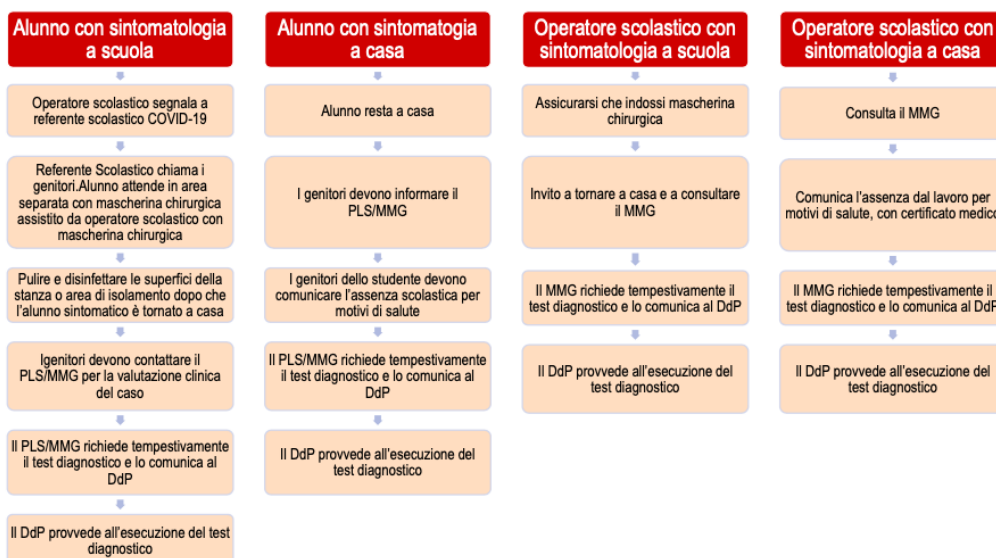 Alunno con sintomatologia
a scuola
Operatore scolastico segnala a
referente scolastico COVID-19
Referente Scolastico chiama i
genitori.Alunno attende in area
separata con mascherina chirurgica
assistito da operatore scolastico con
mascherina chirurgica
Pulire e disinfettare le superfici della
stanza o area di isolamento dopo che
l'alunno sintomatico è tornato a casa
Igenitori devono contattare il
PLS/MMG per la valutazione clinica
del caso
Il PLS/MMG richiede tempestivamente
il test diagnostico e lo comunica al
DdP
Il DdP provvede all'esecuzione del test
diagnostico
Alunno con sintomatogia
a casa
Alunno resta a casa
I genitori devono informare il
PLS/MMG
I genitori dello studente devono
comunicare l'assenza scolastica per
motivi di salute
Il PLS/MMG richiede tempestivamente
il test diagnostico e lo comunica al
DdP
Il DdP provvede all'esecuzione del
test diagnostico
Operatore scolastico con
sintomatologia a scuola
Assicurarsi che indossi mascherina
chirurgica
Invito a tornare a casa e a consultare
il MMG
Il MMG richiede tempestivamente il
test diagnostico e lo comunica al DdP
Il DdP provvede all'esecuzione del
test diagnostico
Operatore scolastico con
sintomatologia a casa
Consulta il MMG
Comunica l'assenza dal lavoro per
motivi di salute, con certificato medico
Il MMG richiede tempestivamente il
test diagnostico e lo comunica al DdP
Il DdP provvede all'esecuzione del
test diagnostico